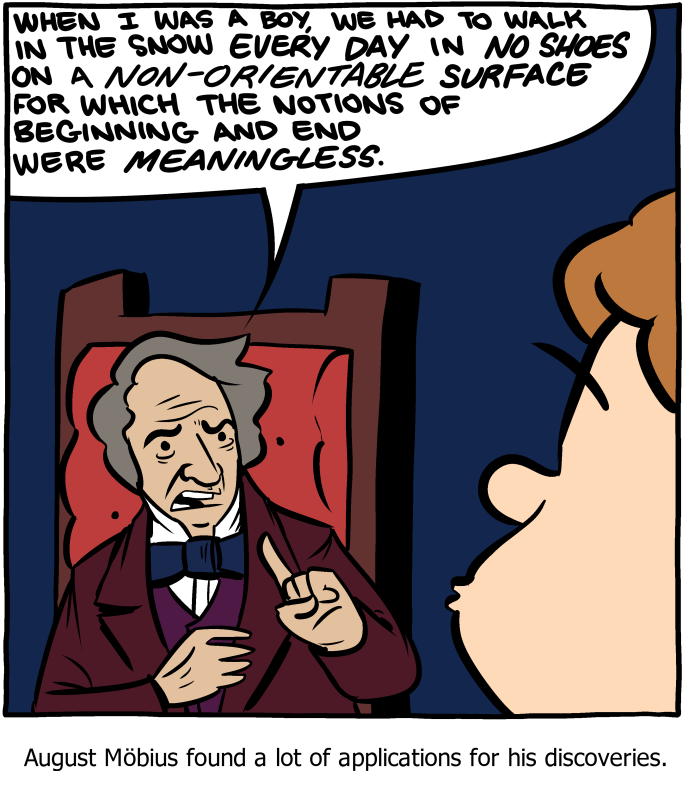 WHEN I WAS A BOY, WE HAD TO WALK
IN THE SNOW EVERY DAY IN NO SHOES
ON A NON-ORIENTABLE SURFACE
FOR WHICH THE NOTIONS OF
BEGINNING AND END
WERE MEANINGLESS.
August Möbius found a lot of applications for his discoveries.